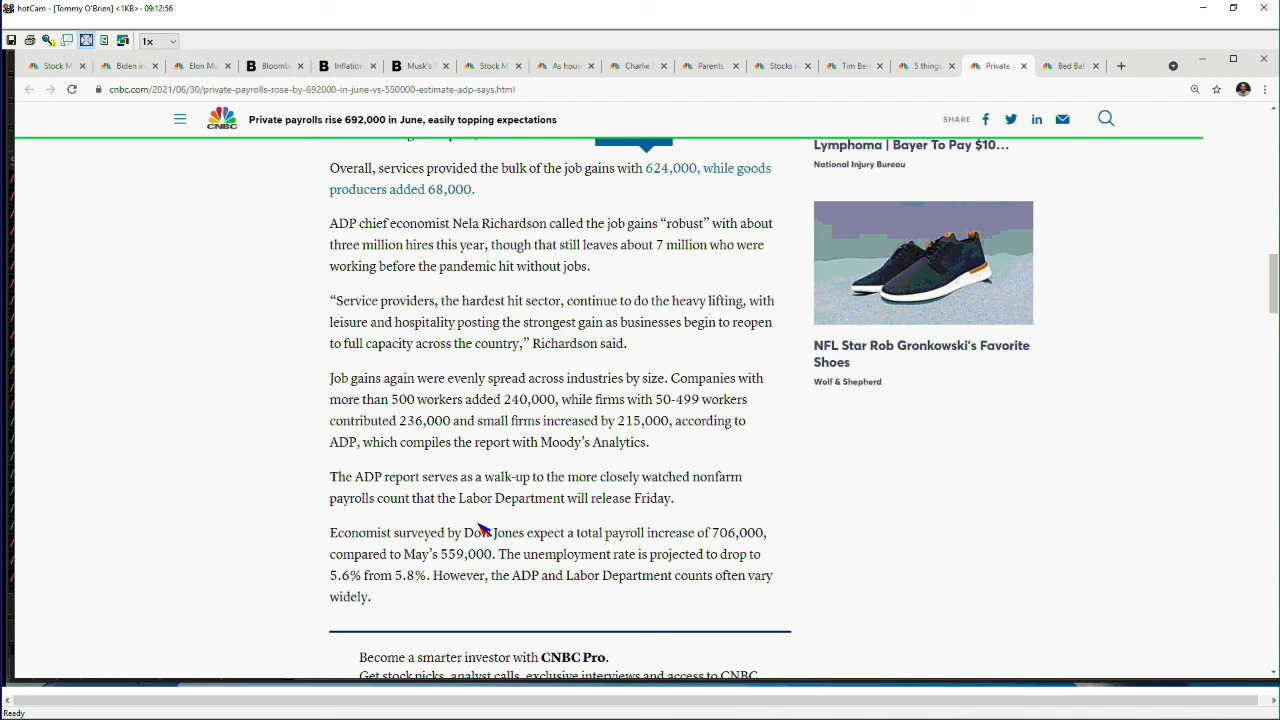 hotCam - [Tommy O'Brien] <1KB> - 09:12:56
1x
Stock M
Biden in
Elon Mu
Bloomb
Inflation
Musk's
Stock M
As hou
Charlie
Parents
Stocks
Tim Ber
5 things
Private
Bed Bat
cnbc.com/2021/06/30/private-payrolls-rose-by-692000-in-june-vs-550000-estimate-adp-says.html
CNBC
Private payrolls rise 692,000 in June, easily topping expectations
SHARE
Overall, services provided the bulk of the job gains with 624,000, while goods
producers added 68,000.
ADP chief economist Nela Richardson called the job gains “robust” with about
three million hires this year, though that still leaves about 7 million who were
working before the pandemic hit without jobs.
“Service providers, the hardest hit sector, continue to do the heavy lifting, with
leisure and hospitality posting the strongest gain as businesses begin to reopen
to full capacity across the country,” Richardson said.
Job gains again were evenly spread across industries by size. Companies with
more than 500 workers added 240,000, while firms with 50-499 workers
contributed 236,000 and small firms increased by 215,000, according to
ADP, which compiles the report with Moody’s Analytics.
The ADP report serves as a walk-up to the more closely watched nonfarm
payrolls count that the Labor Department will release Friday.
Economist surveyed by Dow Jones expect a total payroll increase of 706,000,
compared to May’s 559,000. The unemployment rate is projected to drop to
5.6% from 5.8%. However, the ADP and Labor Department counts often vary
widely.
Become a smarter investor with CNBC Pro.
Get stock picks, analyst calls, exclusive interviews and access to CNBC
Lymphoma | Bayer To Pay $10...
National Injury Bureau
NFL Star Rob Gronkowski's Favorite
Shoes
Wolf & Shepherd
Ready